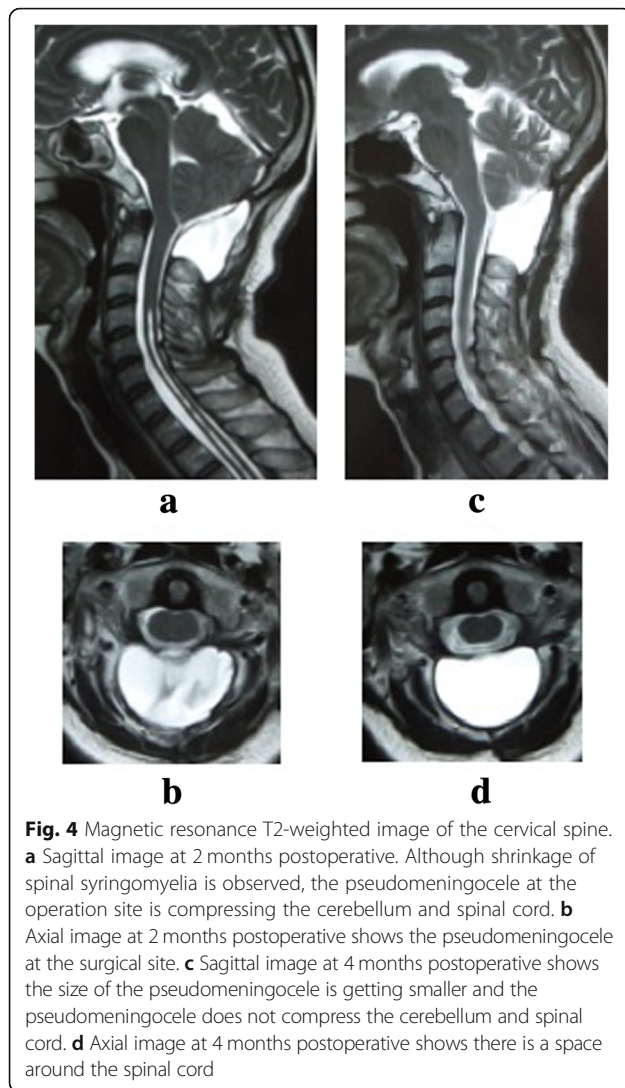 a
c
b
d
Fig. 4 Magnetic resonance T2-weighted image of the cervical spine.
a Sagittal image at 2 months postoperative. Although shrinkage of
spinal syringomyelia is observed, the pseudomeningocele at the
operation site is compressing the cerebellum and spinal cord. b
Axial image at 2 months postoperative shows the pseudomeningocele
at the surgical site. c Sagittal image at 4 months postoperative shows
the size of the pseudomeningocele is getting smaller and the
pseudomeningocele does not compress the cerebellum and spinal
cord. d Axial image at 4 months postoperative shows there is a space
around the spinal cord